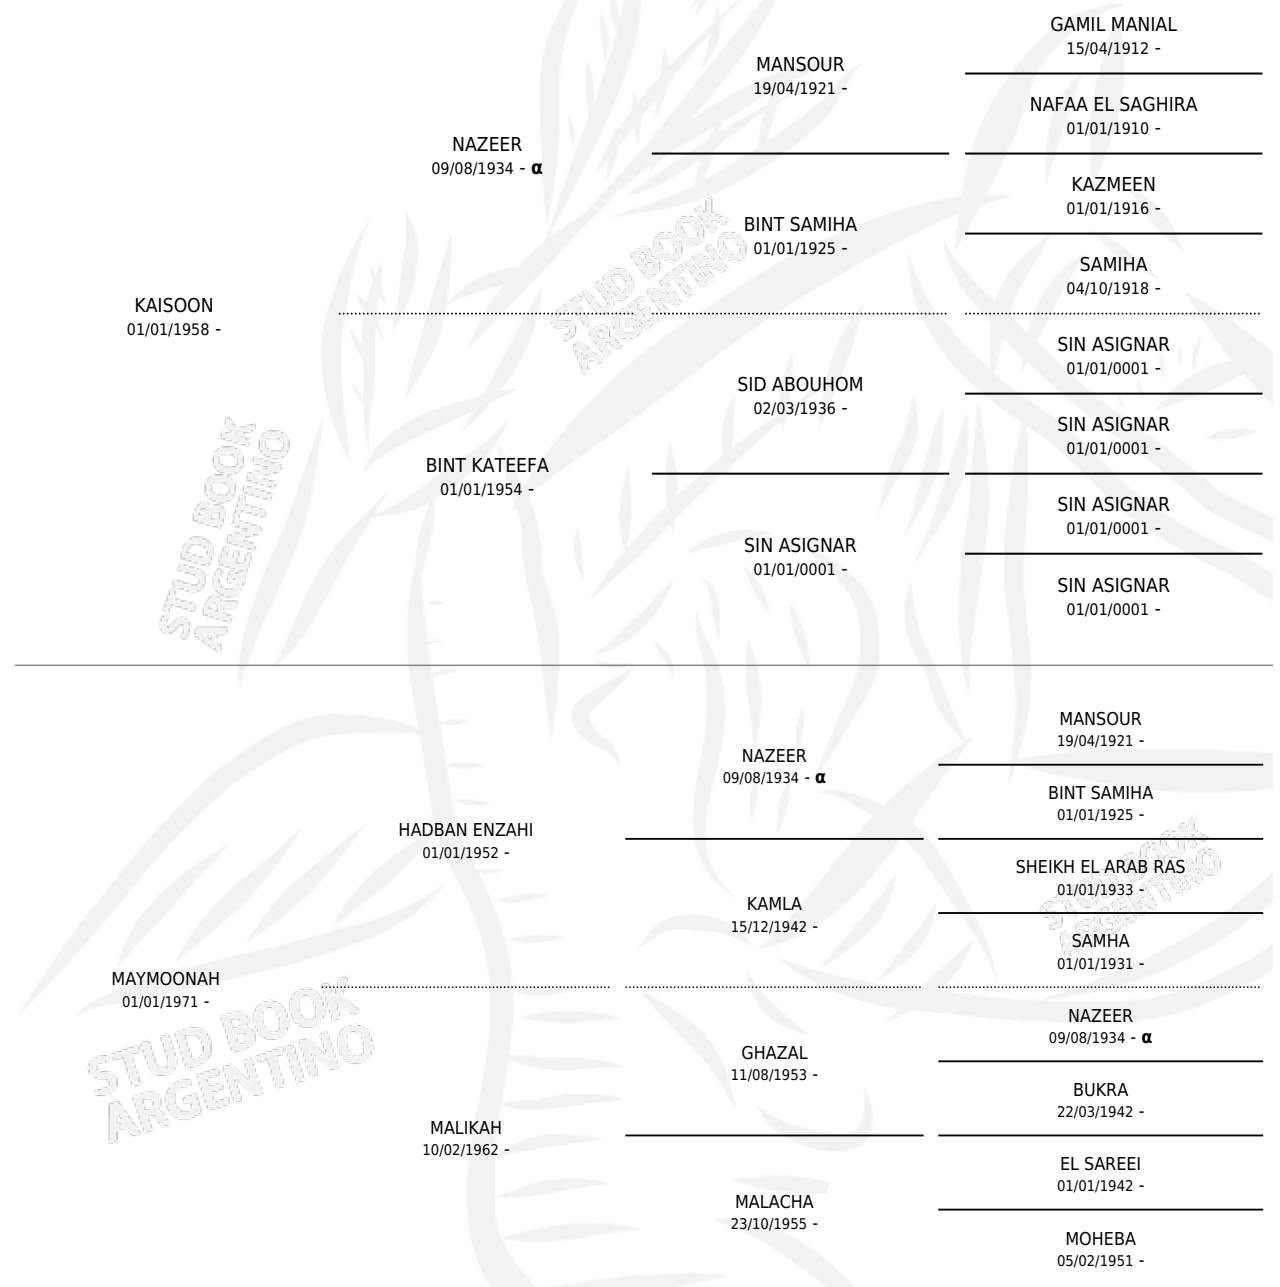 GAMIL MANIAL
15/04/1912 -
MANSOUR
19/04/1921 -
NAFAA EL SAGHIRA
01/01/1910 -
NAZEER
09/08/1934 - α
KAZMEEN
01/01/1916 -
BINT SAMIHA
01/01/1925 -
SAMIHA
04/10/1918 -
KAISOON
01/01/1958 -
SIN ASIGNAR
01/01/0001 -
SID ABOUHOM
02/03/1936 -
SIN ASIGNAR
01/01/0001 -
BINT KATEEFA
01/01/1954 -
SIN ASIGNAR
01/01/0001 -
SIN ASIGNAR
01/01/0001 -
SIN ASIGNAR
01/01/0001 -
STUD BOOK
ARGENTINO
STUD BOOK
ARGENTINO
MANSOUR
19/04/1921 -
NAZEER
09/08/1934 - α
BINT SAMIHA
01/01/1925 -
HADBAN ENZAHI
01/01/1952 -
SHEIKH EL ARAB RAS
01/01/1933 -
KAMLA
15/12/1942 -
SAMHA
01/01/1931 -
MAYMOONAH
01/01/1971 -
NAZEER
09/08/1934 - α
GHAZAL
11/08/1953 -
BUKRA
22/03/1942 -
MALIKAH
10/02/1962 -
EL SAREEI
01/01/1942 -
MALACHA
23/10/1955 -
MOHEBA
05/02/1951 -
STUD BOOK
ARGENTINO
STUD BOOK
ARGENTINO